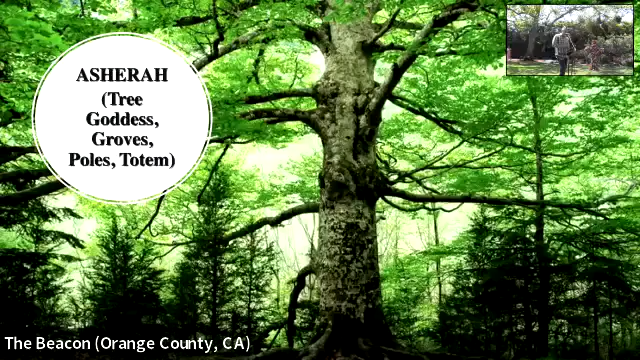 ASHERAH
(Tree
Goddess,
Groves,
Poles, Totem)
The Beacon (Orange County, CA)